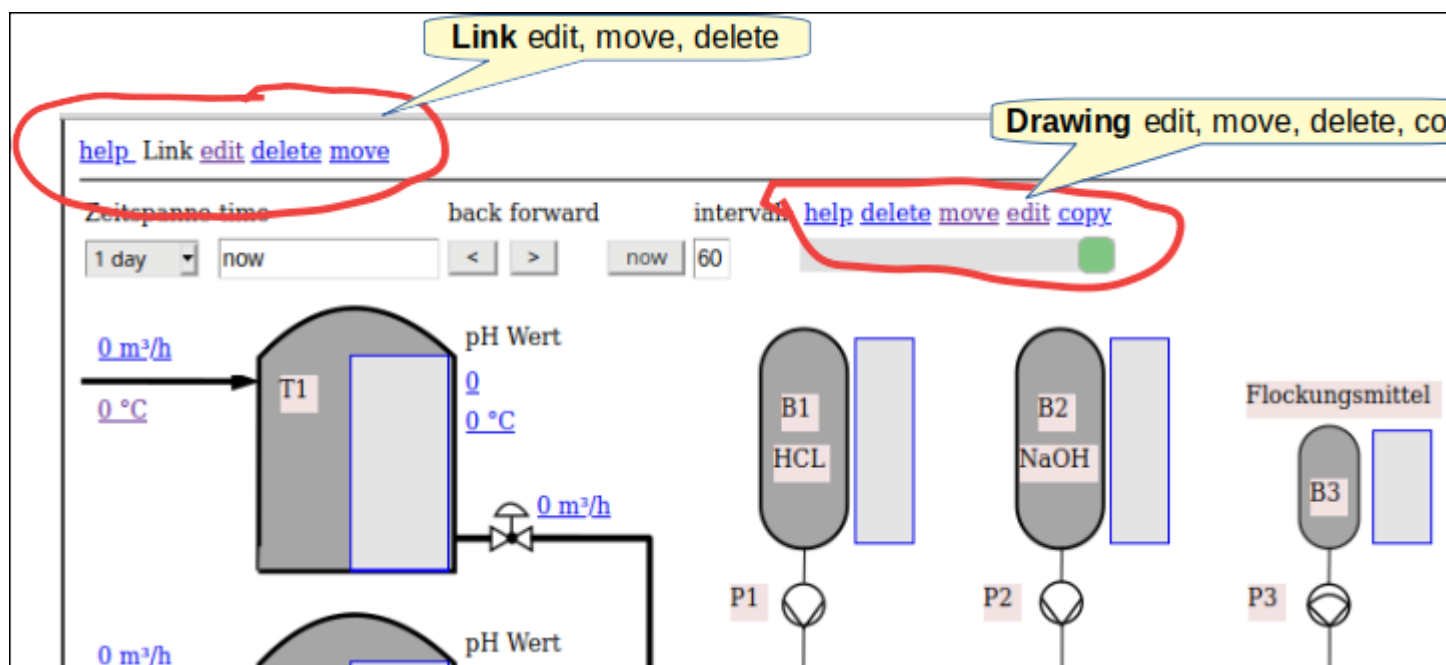 Link edit, move, delete
Drawing edit, move, delete, co
help Link edit delete move
Zeitspanne time back forward intervall help delete move edit copy
1 day now < > now 60
0 m³/h
pH Wert
T1
0
0 °C
0 °C
B1
HCL
B2
NaOH
Flockungsmittel
B3
0 m³/h
P1
P2
P3
0 m³/h
pH Wert